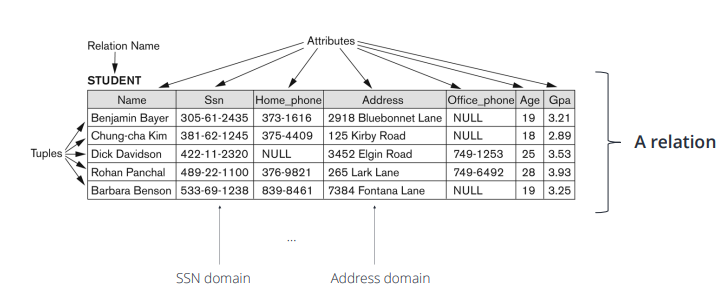 Attributes
Relation Name
STUDENT
Name Ssn Home_phone Address Office_phone Age Gpa
Benjamin Bayer 305-61-2435 373-1616 2918 Bluebonnet Lane NULL 19 3.21
Chung-cha Kim 381-62-1245 375-4409 125 Kirby Road NULL 18 2.89
Dick Davidson 422-11-2320 NULL 3452 Elgin Road 749-1253 25 3.53
Rohan Panchal 489-22-1100 376-9821 265 Lark Lane 749-6492 28 3.93
Barbara Benson 533-69-1238 839-8461 7384 Fontana Lane NULL 19 3.25
Tuples
A relation
...
SSN domain
Address domain